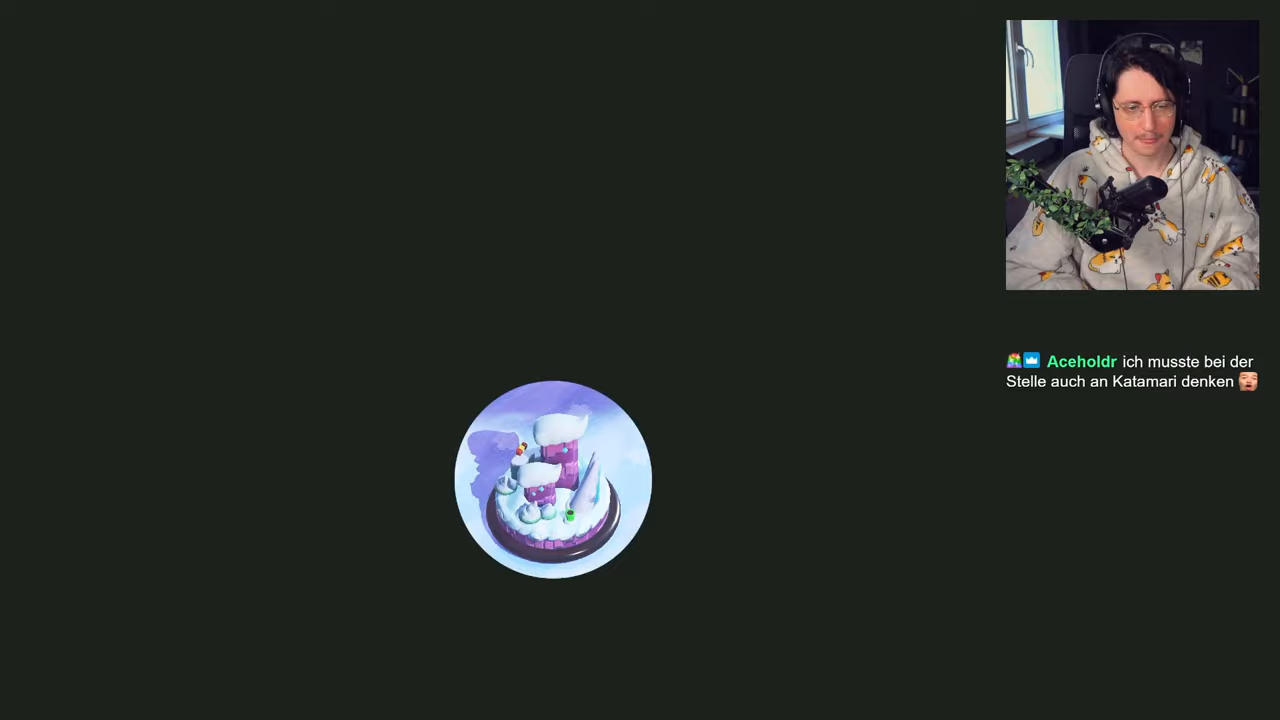 Aceholdr ich musste bei der
Stelle auch an Katamari denken